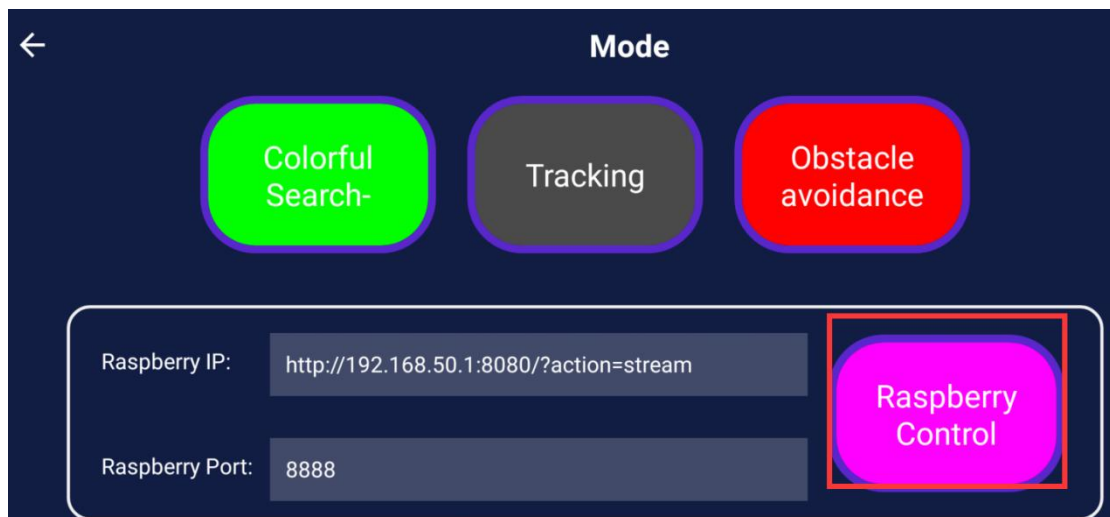 Mode
Colorful
Search-
Tracking
Obstacle
avoidance
Raspberry IP:
http://192.168.50.1:8080/?action=stream
Raspberry
Control
Raspberry Port:
8888